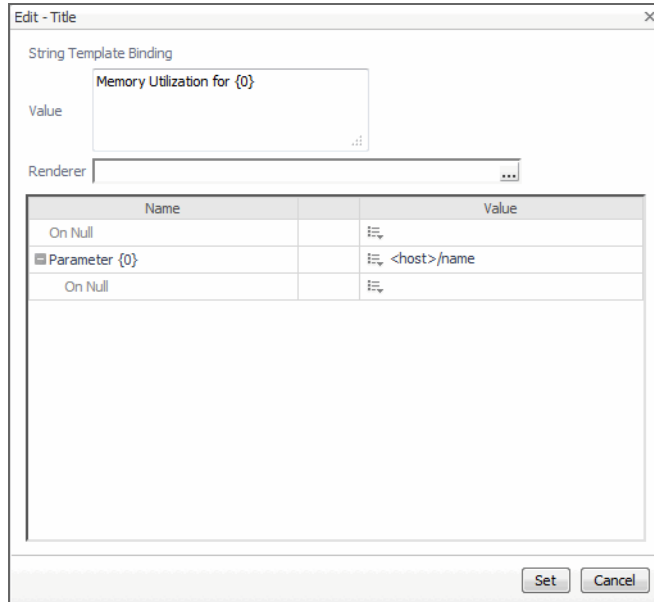 Edit - Title
String Template Binding
Value
Memory Utilization for {0}
Renderer
...
Name Value
On Null
Parameter {0} <host>/name
On Null
Set Cancel